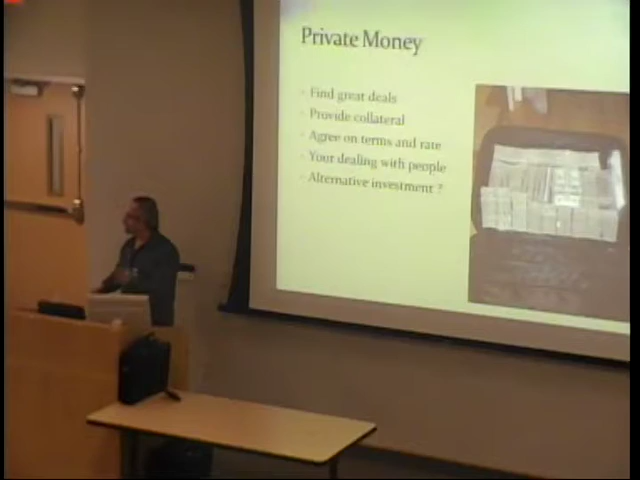 Private Money
Find great deals
Provide collateral
Agree on terms and rate
Your dealing with people
Alternative investment ?